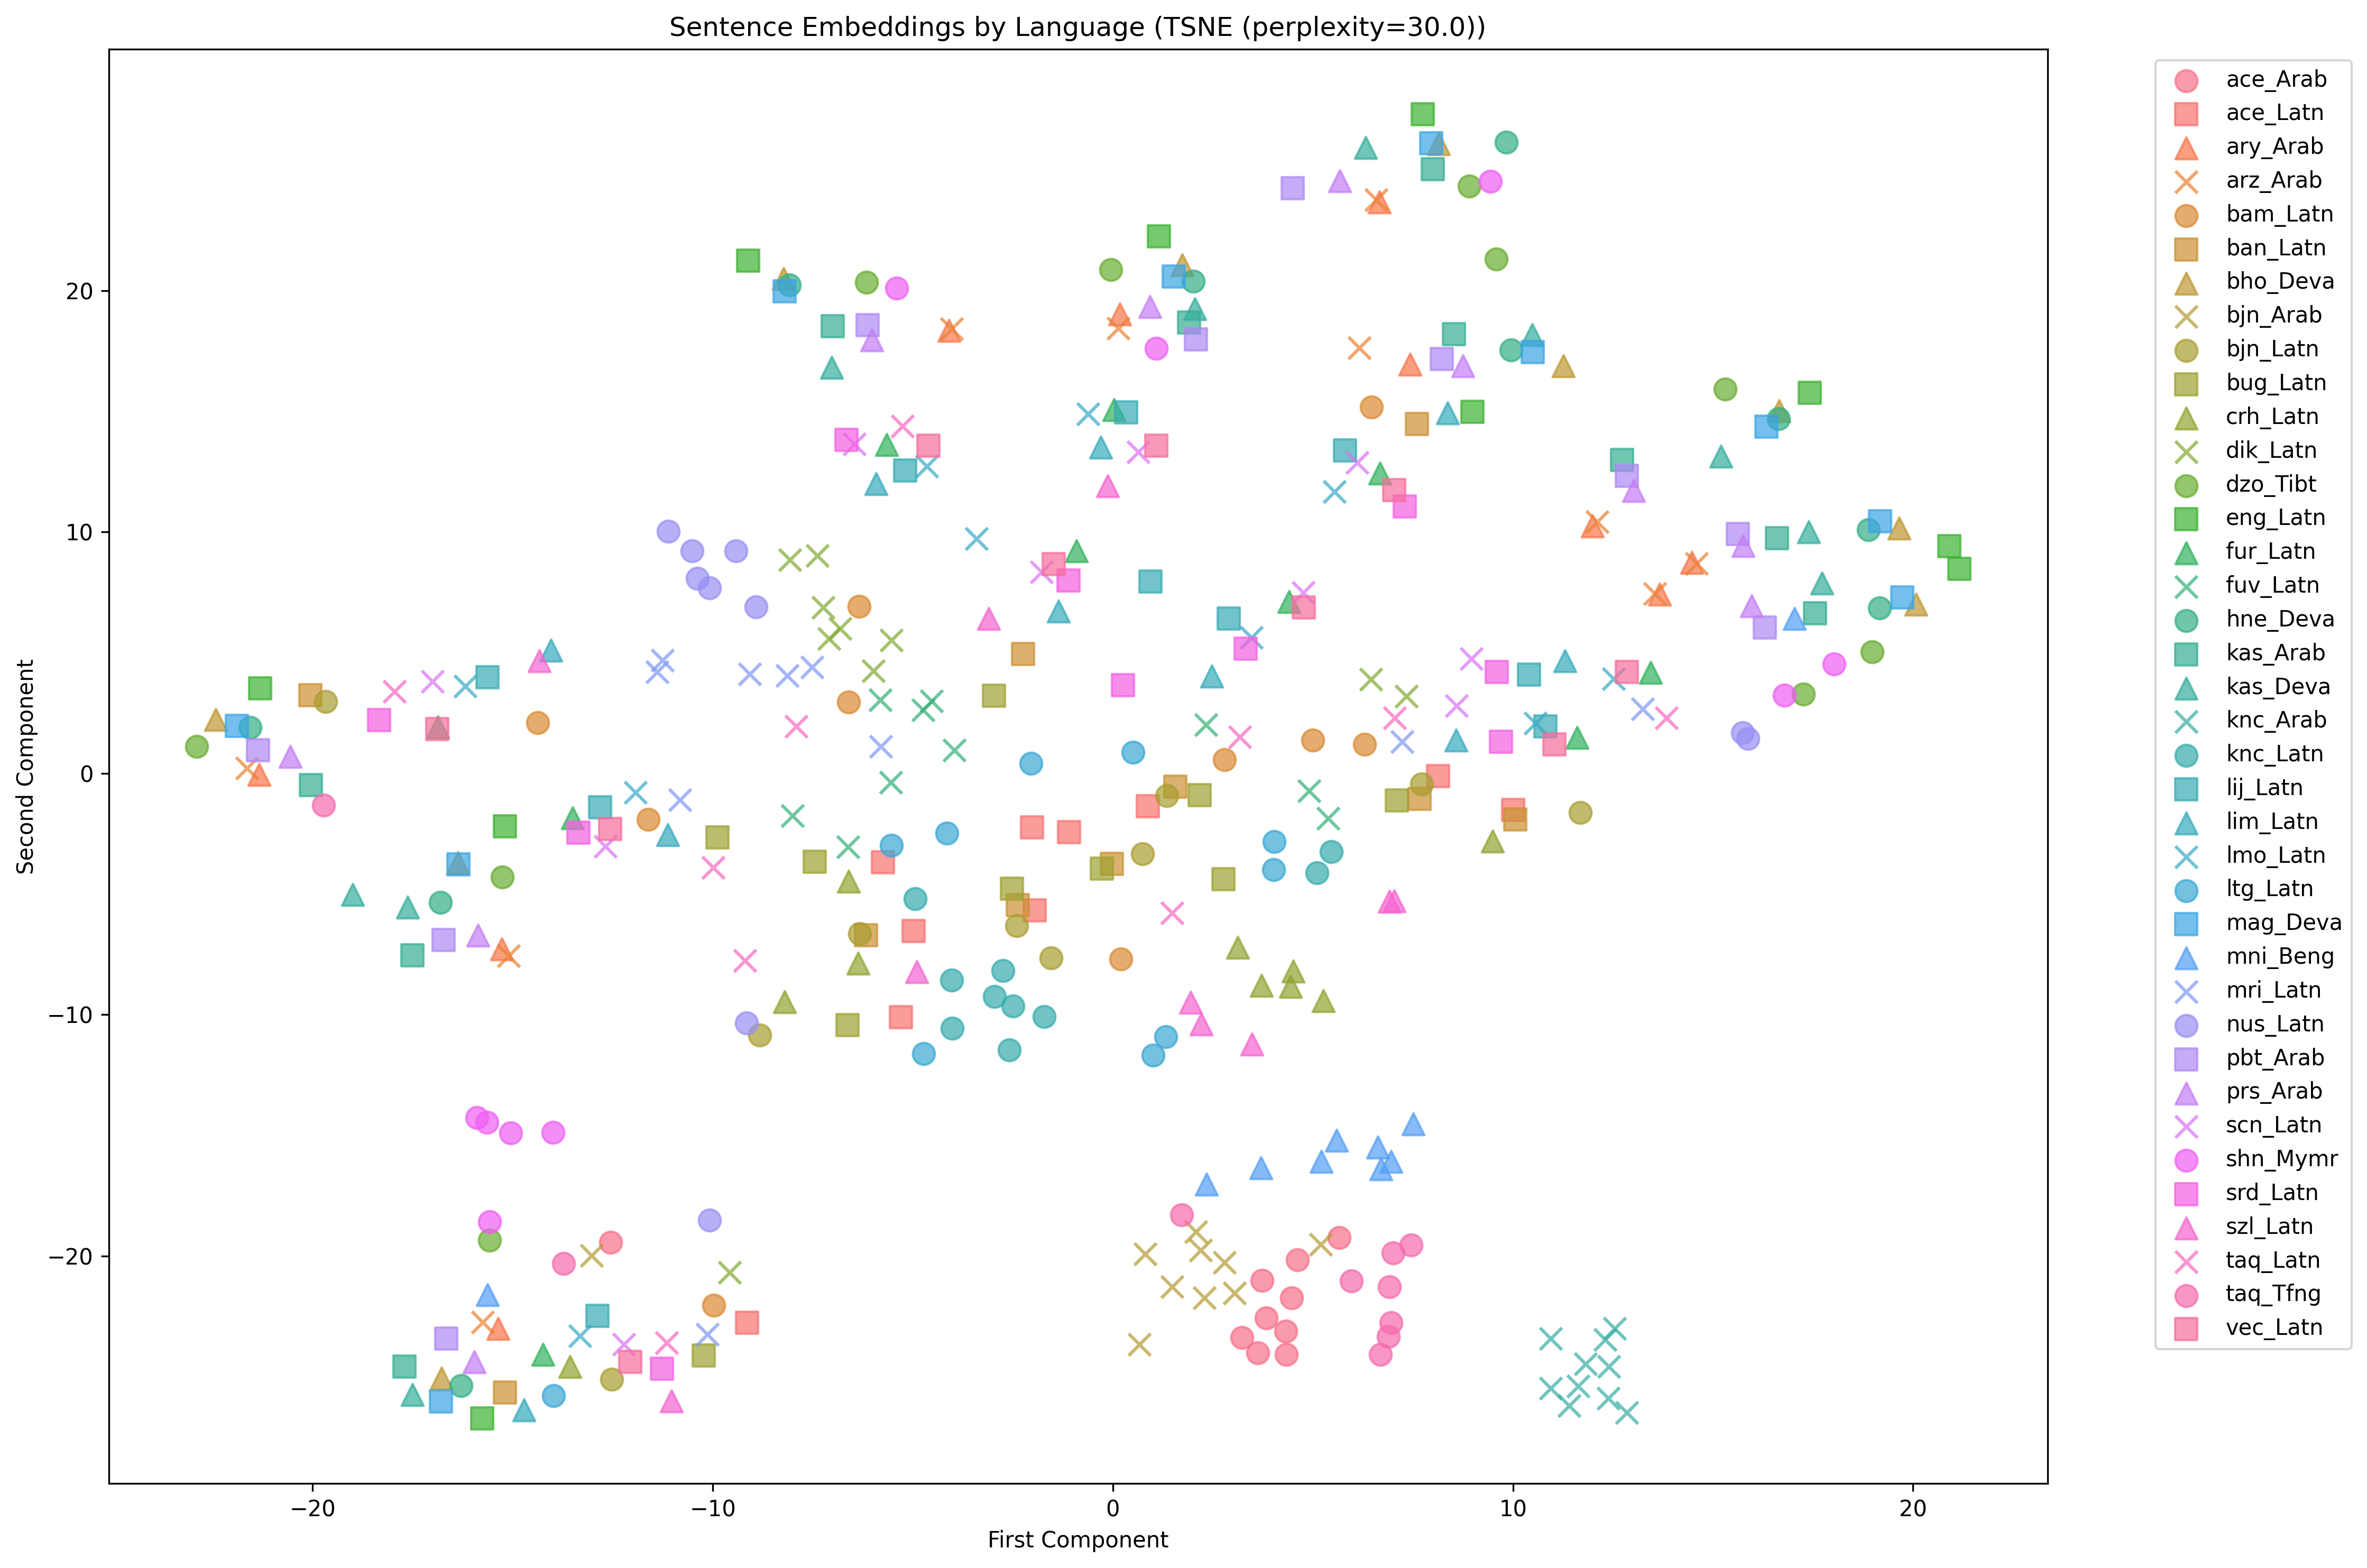 Sentence Embeddings by Language (TSNE (perplexity=30.0))
Second Component
20
10
0
−10
−20
−20
−10
0
10
20
First Component
ace_Arab
ace_Latn
ary_Arab
arz_Arab
bam_Latn
ban_Latn
bho_Deva
bjn_Arab
bjn_Latn
bug_Latn
crh_Latn
dik_Latn
dzo_Tibt
eng_Latn
fur_Latn
fuv_Latn
hne_Deva
kas_Arab
kas_Deva
knc_Arab
knc_Latn
lij_Latn
lim_Latn
lmo_Latn
ltg_Latn
mag_Deva
mni_Beng
mri_Latn
nus_Latn
pbt_Arab
prs_Arab
scn_Latn
shn_Mymr
srd_Latn
szl_Latn
taq_Latn
taq_Tfng
vec_Latn